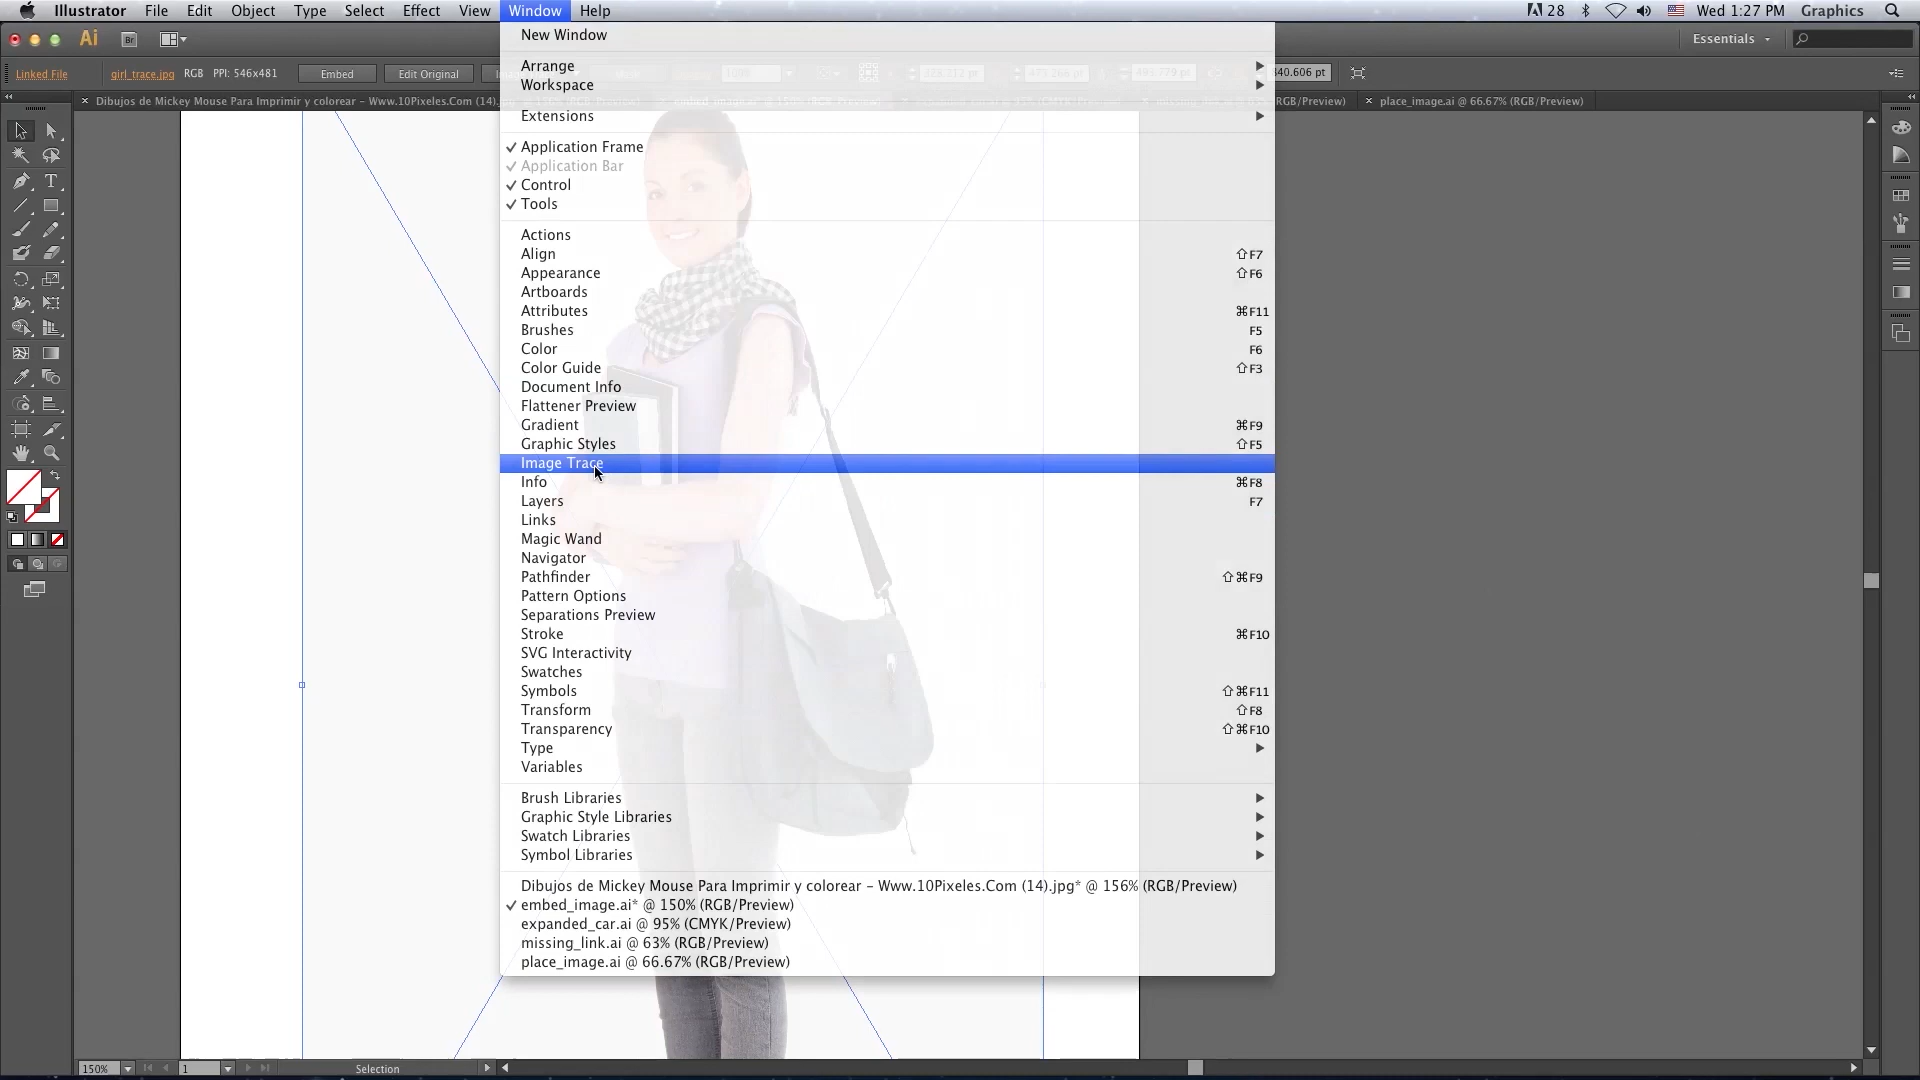 Illustrator File Edit Object Type Select Effect View Window Help
28 Wed 1:27 PM Graphics
Ai Br Essentials
Linked File girl_trace.jpg RGB PPI: 546x481 Embed Edit Original 340.606 pt
Dibujos de Mickey Mouse Para Imprimir y colorear - Www.10Pixeles.Com (14). RGB/Preview) place_image.ai @ 66.67% (RGB/Preview)
New Window
Arrange
Workspace
Extensions
✓ Application Frame
✓ Application Bar
✓ Control
✓ Tools
Actions
Align ⇧F7
Appearance ⇧F6
Artboards
Attributes ⌘F11
Brushes F5
Color F6
Color Guide ⇧F3
Document Info
Flattener Preview
Gradient ⌘F9
Graphic Styles ⇧F5
Image Trace
Info ⌘F8
Layers F7
Links
Magic Wand
Navigator
Pathfinder ⇧⌘F9
Pattern Options
Separations Preview
Stroke ⌘F10
SVG Interactivity
Swatches
Symbols ⇧⌘F11
Transform ⇧F8
Transparency ⇧⌘F10
Type
Variables
Brush Libraries
Graphic Style Libraries
Swatch Libraries
Symbol Libraries
Dibujos de Mickey Mouse Para Imprimir y colorear - Www.10Pixeles.Com (14).jpg* @ 156% (RGB/Preview)
✓ embed_image.ai* @ 150% (RGB/Preview)
expanded_car.ai @ 95% (CMYK/Preview)
missing_link.ai @ 63% (RGB/Preview)
place_image.ai @ 66.67% (RGB/Preview)
150% 1 Selection